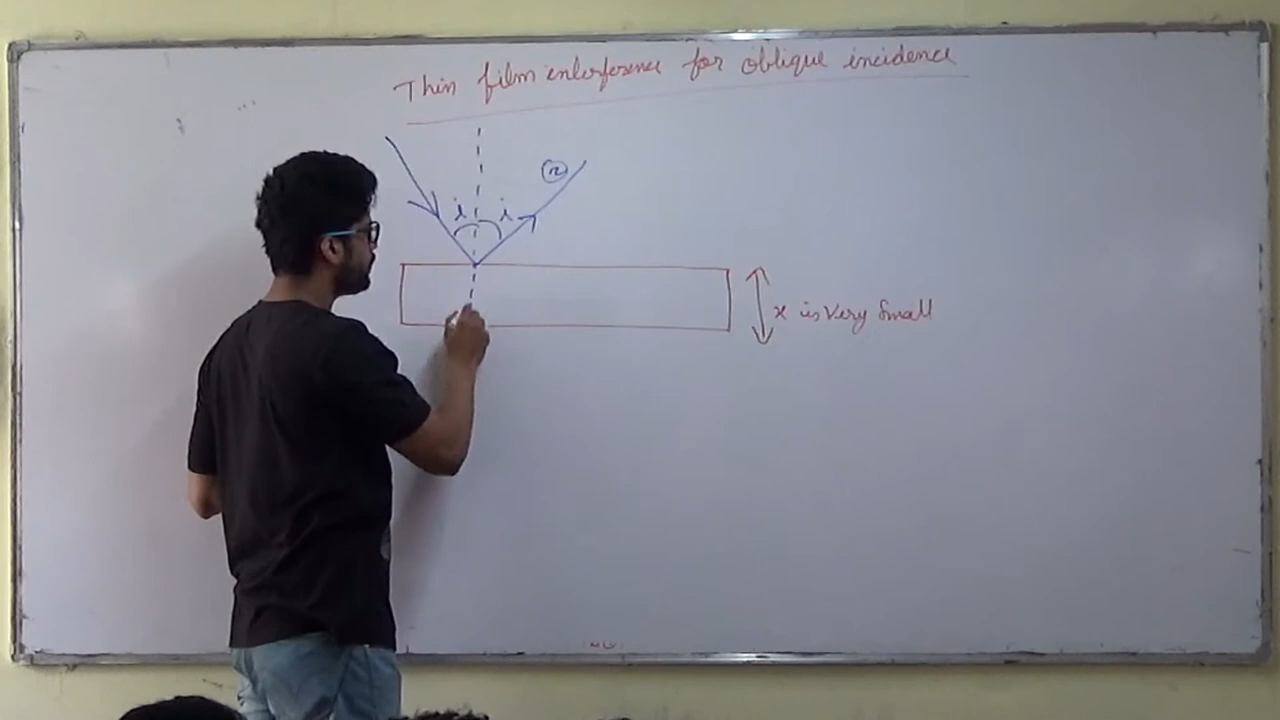 Thin film interference for oblique incidence
i i
x is very small